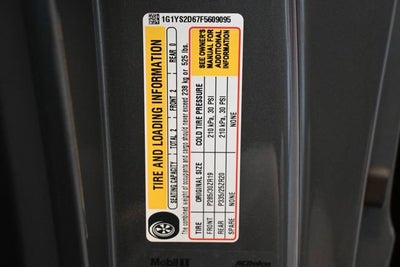 1G1YS2D67F5609095
TIRE AND LOADING INFORMATION
SEATING CAPACITY TOTAL 2 FRONT 2 REAR 0
The combined weight of occupants and cargo should never exceed 238 kg or 525 lbs.
TIRE ORIGINAL SIZE COLD TIRE PRESSURE
FRONT P285/30ZR19 210 kPa, 30 PSI
REAR P335/25ZR20 210 kPa, 30 PSI
SPARE NONE NONE
SEE OWNER'S
MANUAL FOR
ADDITIONAL
INFORMATION
Mobil 1
ACDelco